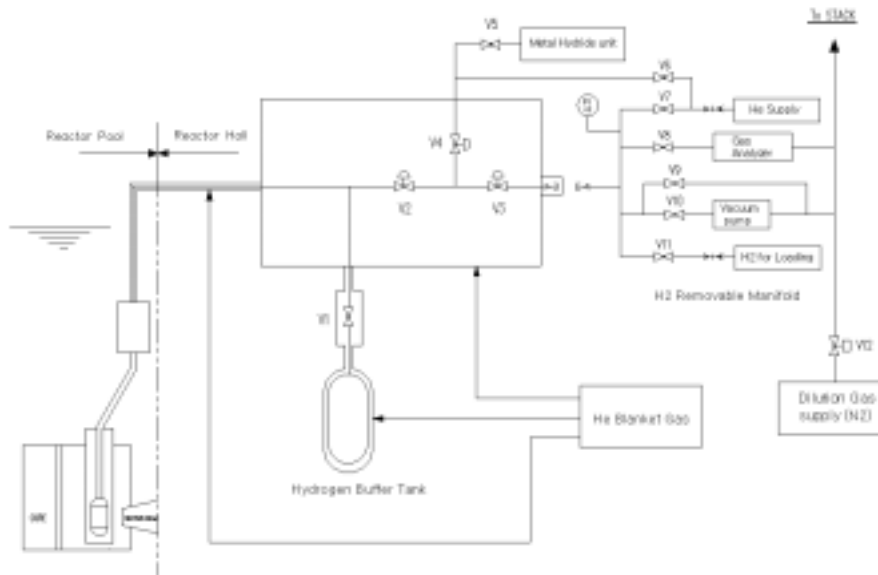 To STACK
V5
Metal Hydride unit
V6
V7
He Supply
Reactor Pool
Reactor Hall
V4
V8
Gas
Analyzer
V9
V2
V3
V10
Vacuum
pump
V11
H2 for Loading
H2 Removable Manifold
V1
V12
He Blanket Gas
Dilution Gas
supply (N2)
Hydrogen Buffer Tank